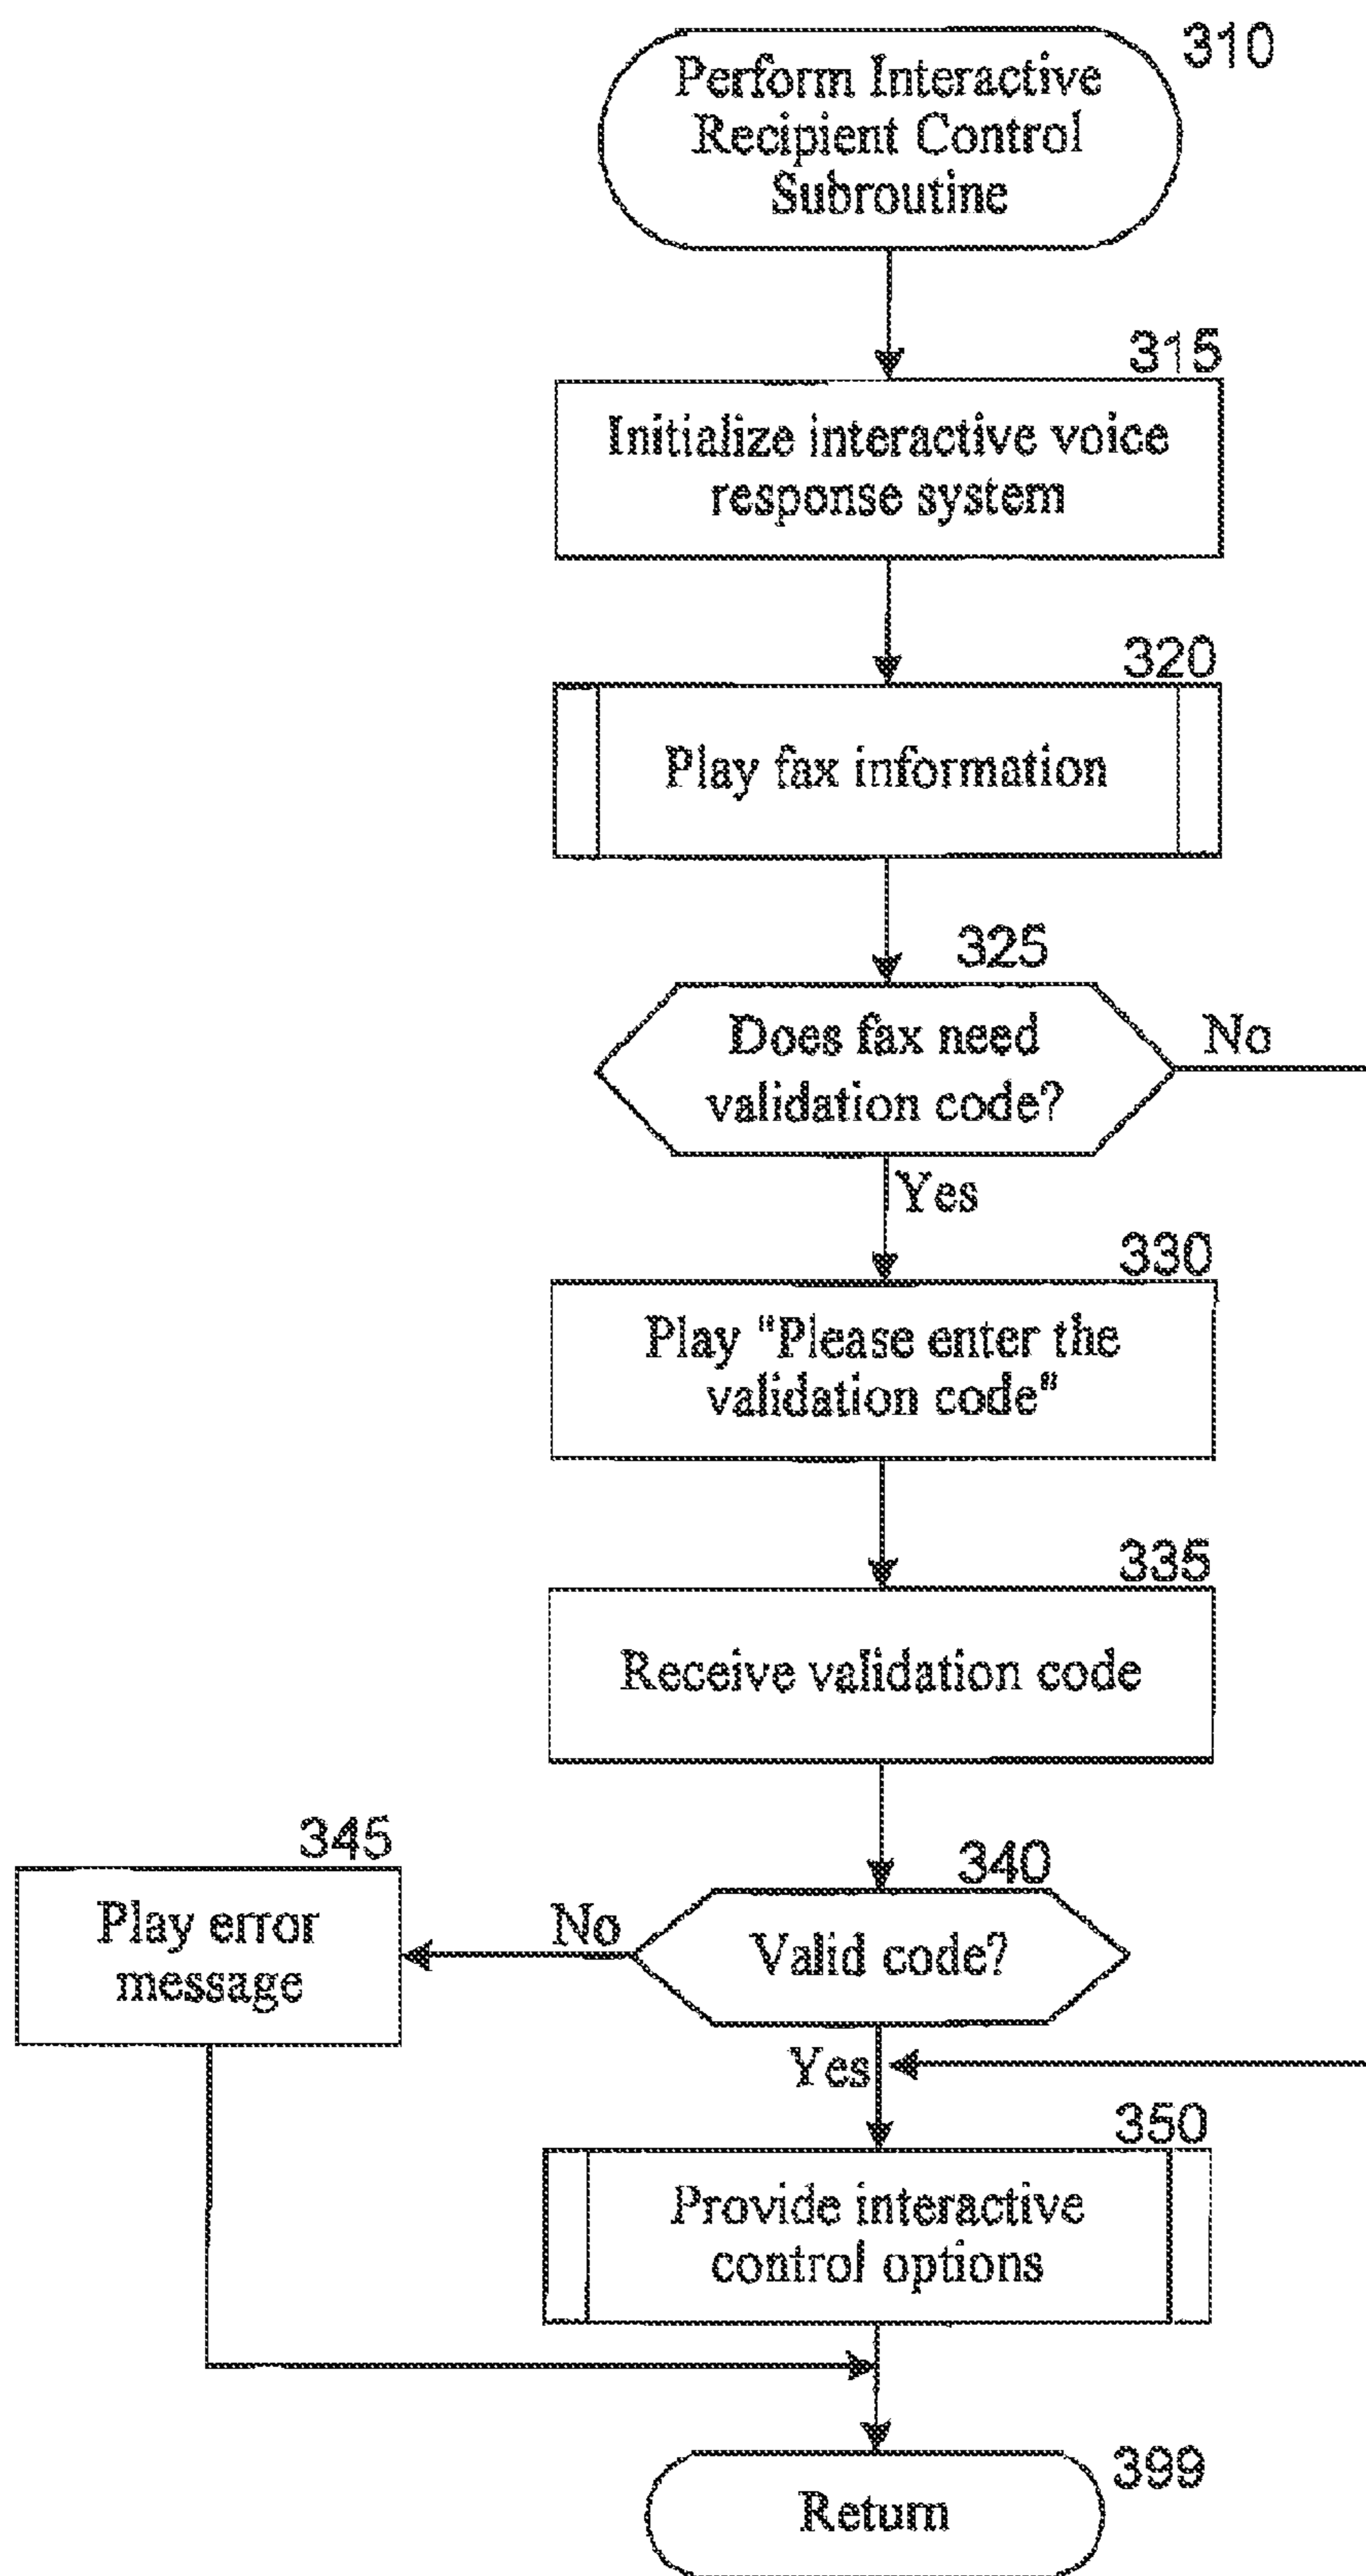 310
Perform Interactive
Recipient Control
Subroutine
315
Initialize interactive voice
response system
320
Play fax information
325
Does fax need
validation code?
No
Yes
330
Play "Please enter the
validation code"
335
Receive validation code
345
Play error
message
340
No
Valid code?
Yes
350
Provide interactive
control options
399
Return